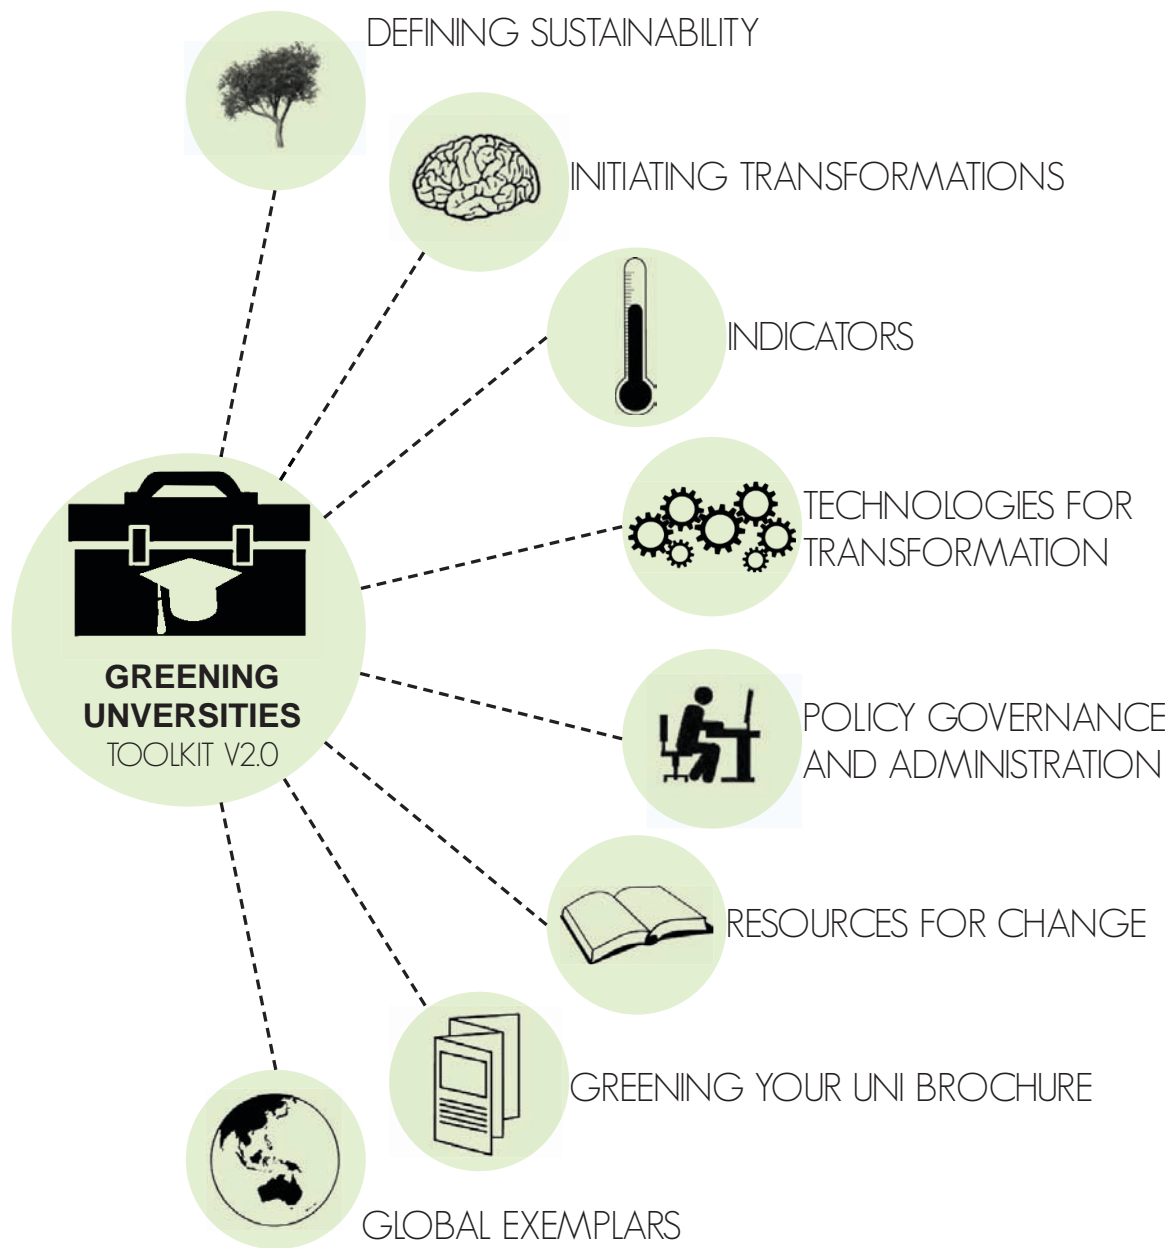 DEFINING SUSTAINABILITY
INITIATING TRANSFORMATIONS
INDICATORS
TECHNOLOGIES FOR
TRANSFORMATION
GREENING
UNVERSITIES
TOOLKIT V2.0
POLICY GOVERNANCE
AND ADMINISTRATION
RESOURCES FOR CHANGE
GREENING YOUR UNI BROCHURE
GLOBAL EXEMPLARS